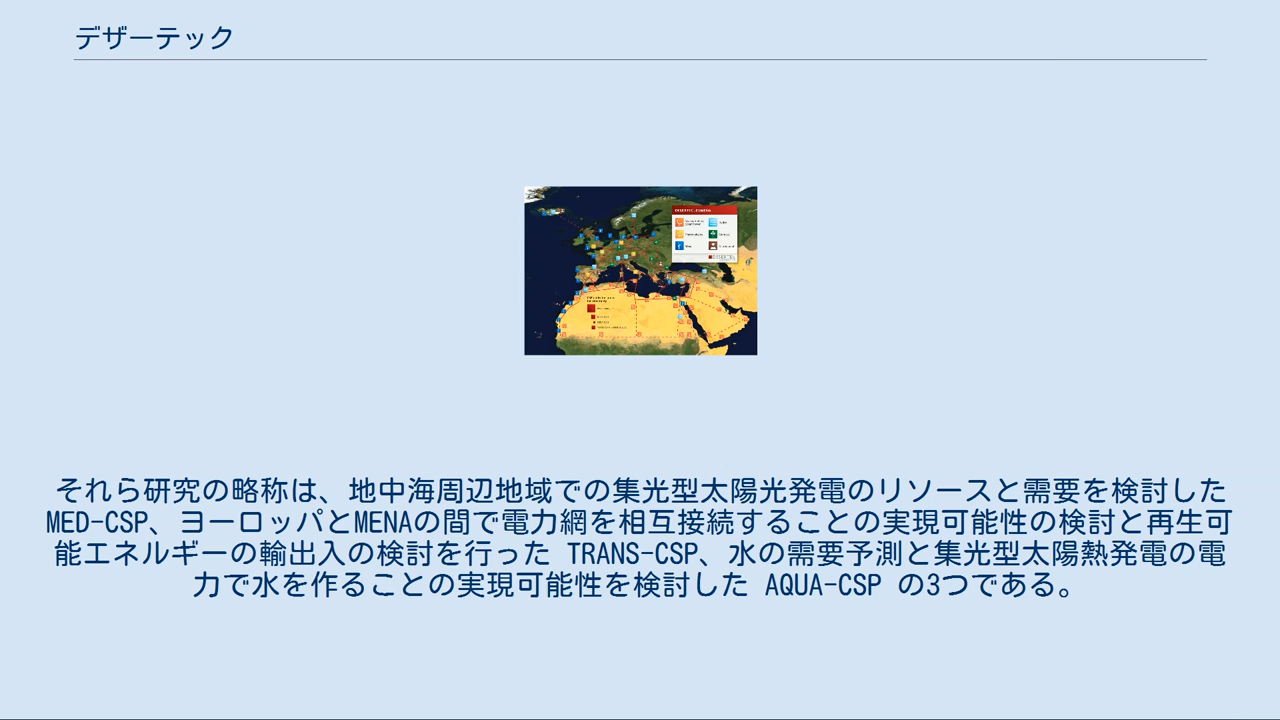 デザーテック
それら研究の略称は、地中海周辺地域での集光型太陽光発電のリソースと需要を検討した
MED-CSP、ヨーロッパとMENAの間で電力網を相互接続することの実現可能性の検討と再生可
能エネルギーの輸出入の検討を行った TRANS-CSP、水の需要予測と集光型太陽熱発電の電
力で水を作ることの実現可能性を検討した AQUA-CSP の3つである。